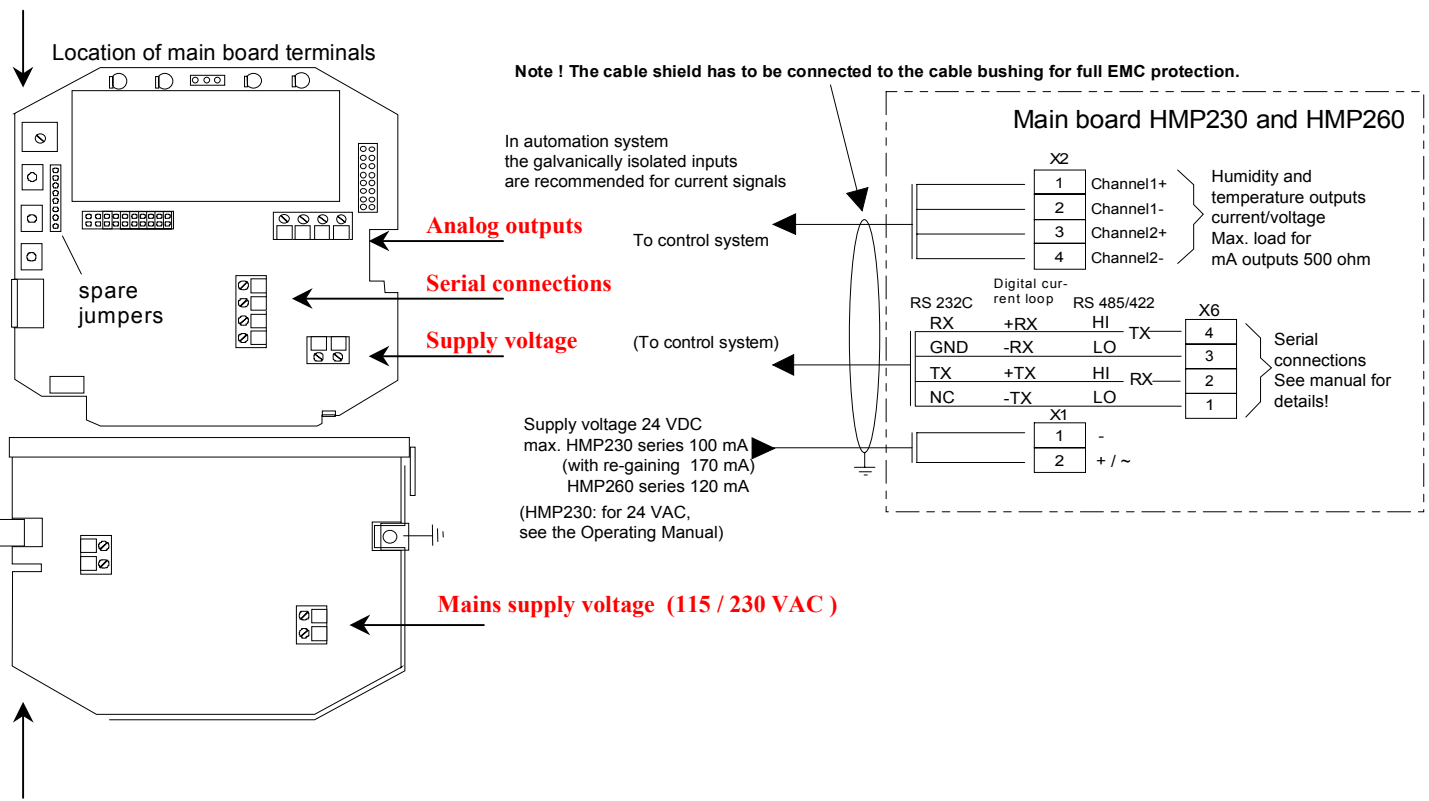 Location of main board terminals
spare
jumpers
Analog outputs
Serial connections
Supply voltage
Mains supply voltage (115 / 230 VAC )
Note ! The cable shield has to be connected to the cable bushing for full EMC protection.
In automation system
the galvanically isolated inputs
are recommended for current signals
To control system
(To control system)
Supply voltage 24 VDC
max. HMP230 series 100 mA
(with re-gaining 170 mA)
HMP260 series 120 mA
(HMP230: for 24 VAC,
see the Operating Manual)
Main board HMP230 and HMP260
X2
1 Channel1+
2 Channel1-
3 Channel2+
4 Channel2-
Humidity and
temperature outputs
current/voltage
Max. load for
mA outputs 500 ohm
Digital cur-
rent loop
RS 232C RS 485/422 X6
RX +RX HI TX 4
GND -RX LO 3
TX +TX HI RX 2
NC -TX LO 1
Serial
connections
See manual for
details!
X1
1 -
2 + / ~